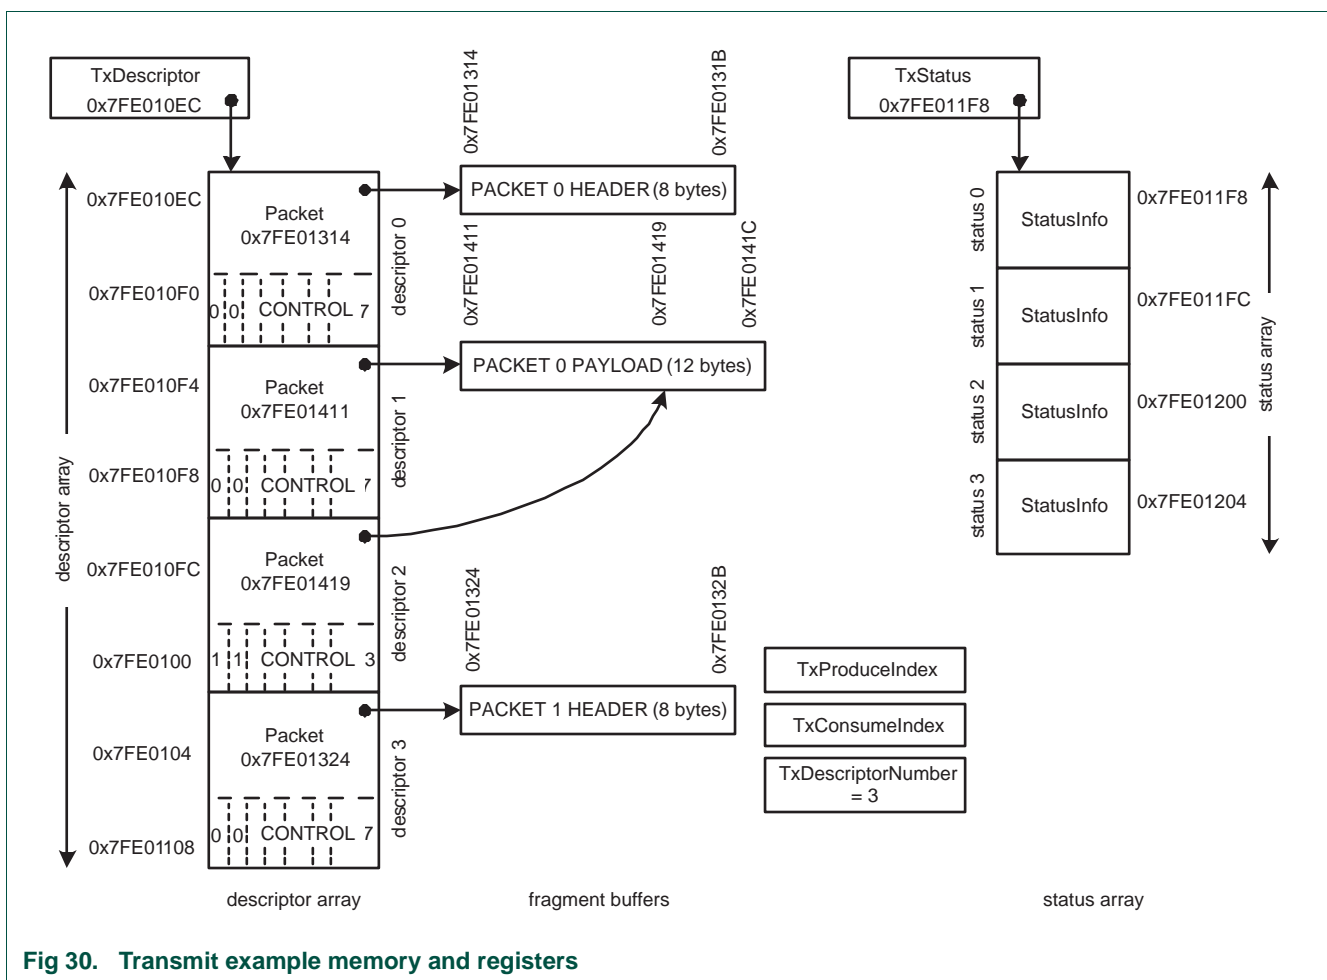 TxDescriptor
0x7FE010EC
0x7FE01314
0x7FE0131B
TxStatus
0x7FE011F8
0x7FE010EC
Packet
0x7FE01314
descriptor 0
PACKET 0 HEADER (8 bytes)
0x7FE010F0
0 0 CONTROL 7
0x7FE01411
0x7FE01419
0x7FE0141C
0x7FE010F4
Packet
0x7FE01411
descriptor 1
PACKET 0 PAYLOAD (12 bytes)
0x7FE010F8
0 0 CONTROL 7
descriptor array
0x7FE010FC
Packet
0x7FE01419
descriptor 2
0x7FE0100
1 1 CONTROL 3
0x7FE01324
0x7FE0132B
0x7FE0104
Packet
0x7FE01324
descriptor 3
PACKET 1 HEADER (8 bytes)
0x7FE01108
0 0 CONTROL 7
status 0
StatusInfo
0x7FE011F8
status 1
StatusInfo
0x7FE011FC
status array
status 2
StatusInfo
0x7FE01200
status 3
StatusInfo
0x7FE01204
TxProduceIndex
TxConsumeIndex
TxDescriptorNumber
= 3
descriptor array
fragment buffers
status array
Fig 30. Transmit example memory and registers